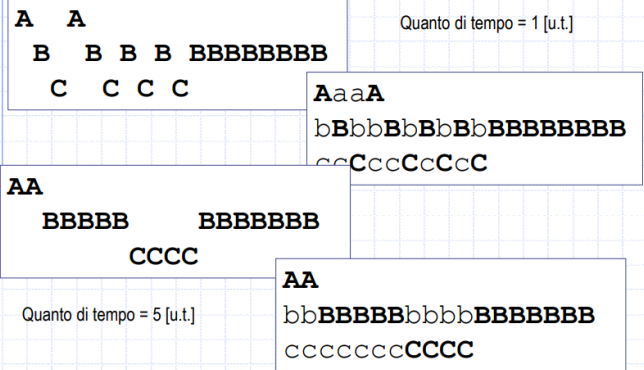 A  A
 B  B B B BBBBBBBB
  C  C C C
Quanto di tempo = 1 [u.t.]
AaaA
bBbbBbBbBbBBBBBBBB
ccCccCcCcC
AA
  BBBBB    BBBBBBB
       CCCC
Quanto di tempo = 5 [u.t.]
AA
bbBBBBBbbbbBBBBBBB
cccccccCCCC